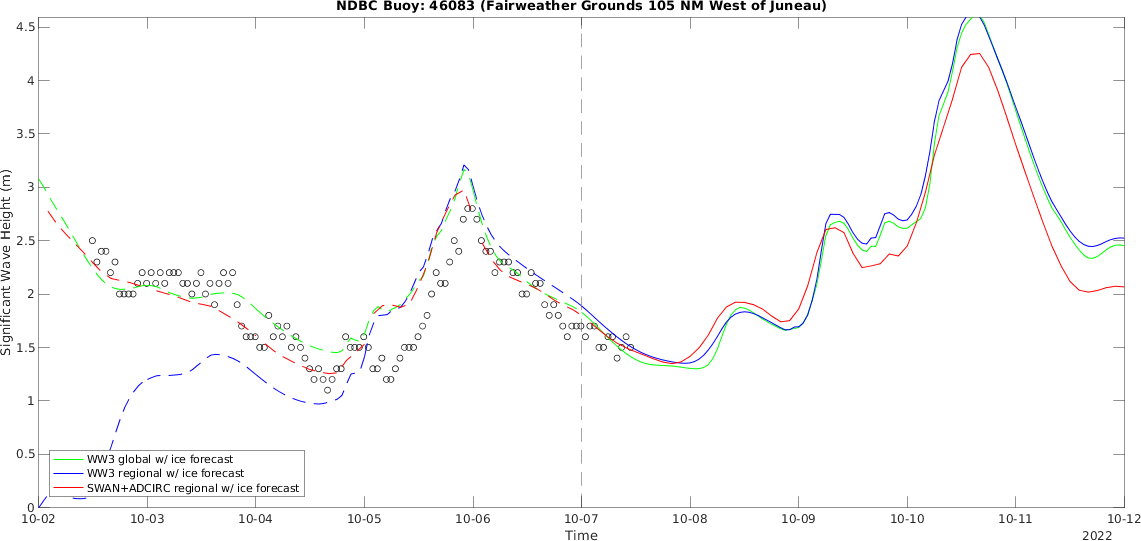 NDBC Buoy: 46083 (Fairweather Grounds 105 NM West of Juneau)
Significant Wave Height (m)
4.5
4
3.5
3
2.5
2
1.5
1
0.5
0
WW3 global w/ ice forecast
WW3 regional w/ ice forecast
SWAN+ADCIRC regional w/ ice forecast
10-02 10-03 10-04 10-05 10-06 10-07 10-08 10-09 10-10 10-11 10-12
Time
2022